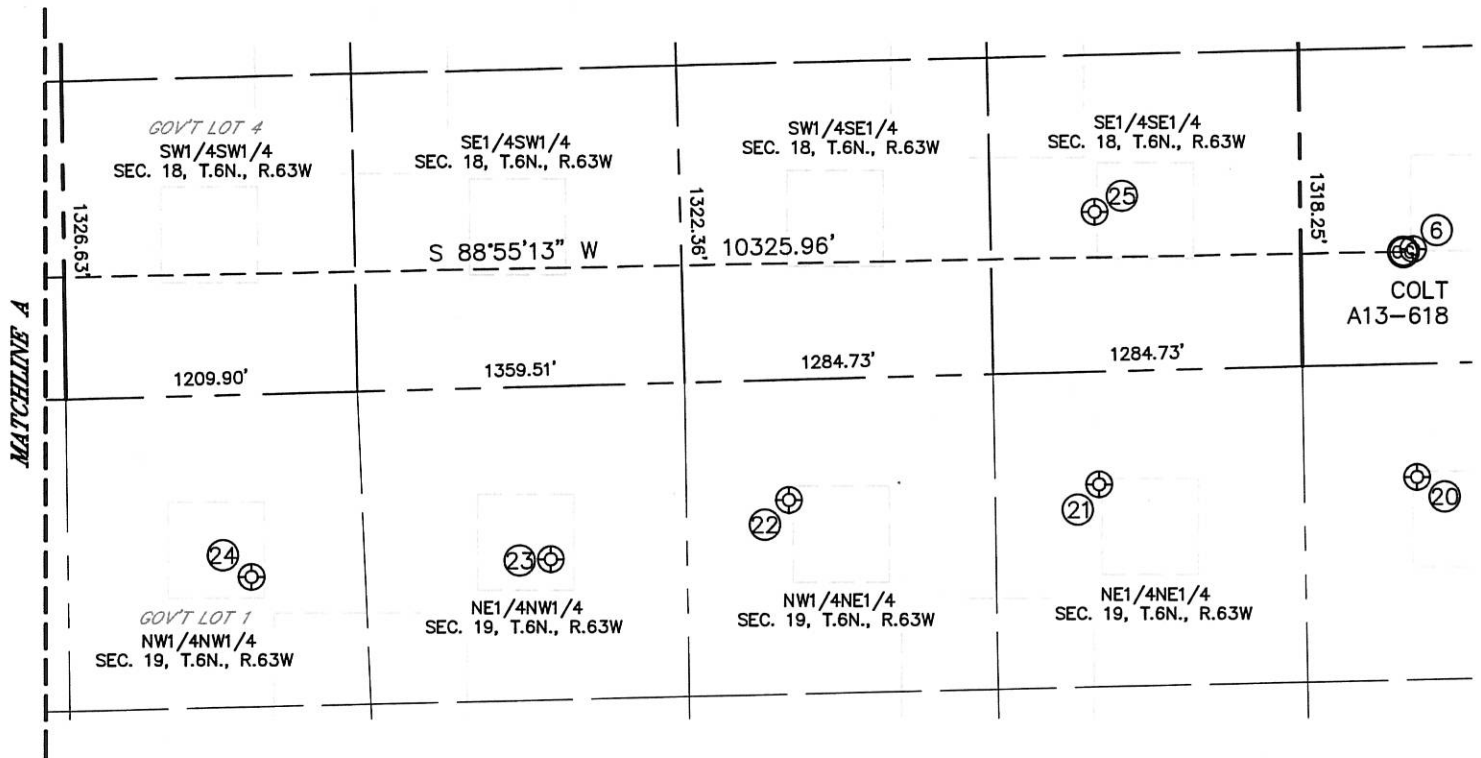 MATCHLINE A
GOV'T LOT 4
SW1/4SW1/4
SEC. 18, T.6N., R.63W
SE1/4SW1/4
SEC. 18, T.6N., R.63W
SW1/4SE1/4
SEC. 18, T.6N., R.63W
SE1/4SE1/4
SEC. 18, T.6N., R.63W
25
6
1326.63'
S 88°55'13" W
1322.36'
10325.96'
1318.25'
COLT
A13-618
1209.90'
1359.51'
1284.73'
1284.73'
24
23
22
21
20
GOV'T LOT 1
NW1/4NW1/4
SEC. 19, T.6N., R.63W
NE1/4NW1/4
SEC. 19, T.6N., R.63W
NW1/4NE1/4
SEC. 19, T.6N., R.63W
NE1/4NE1/4
SEC. 19, T.6N., R.63W